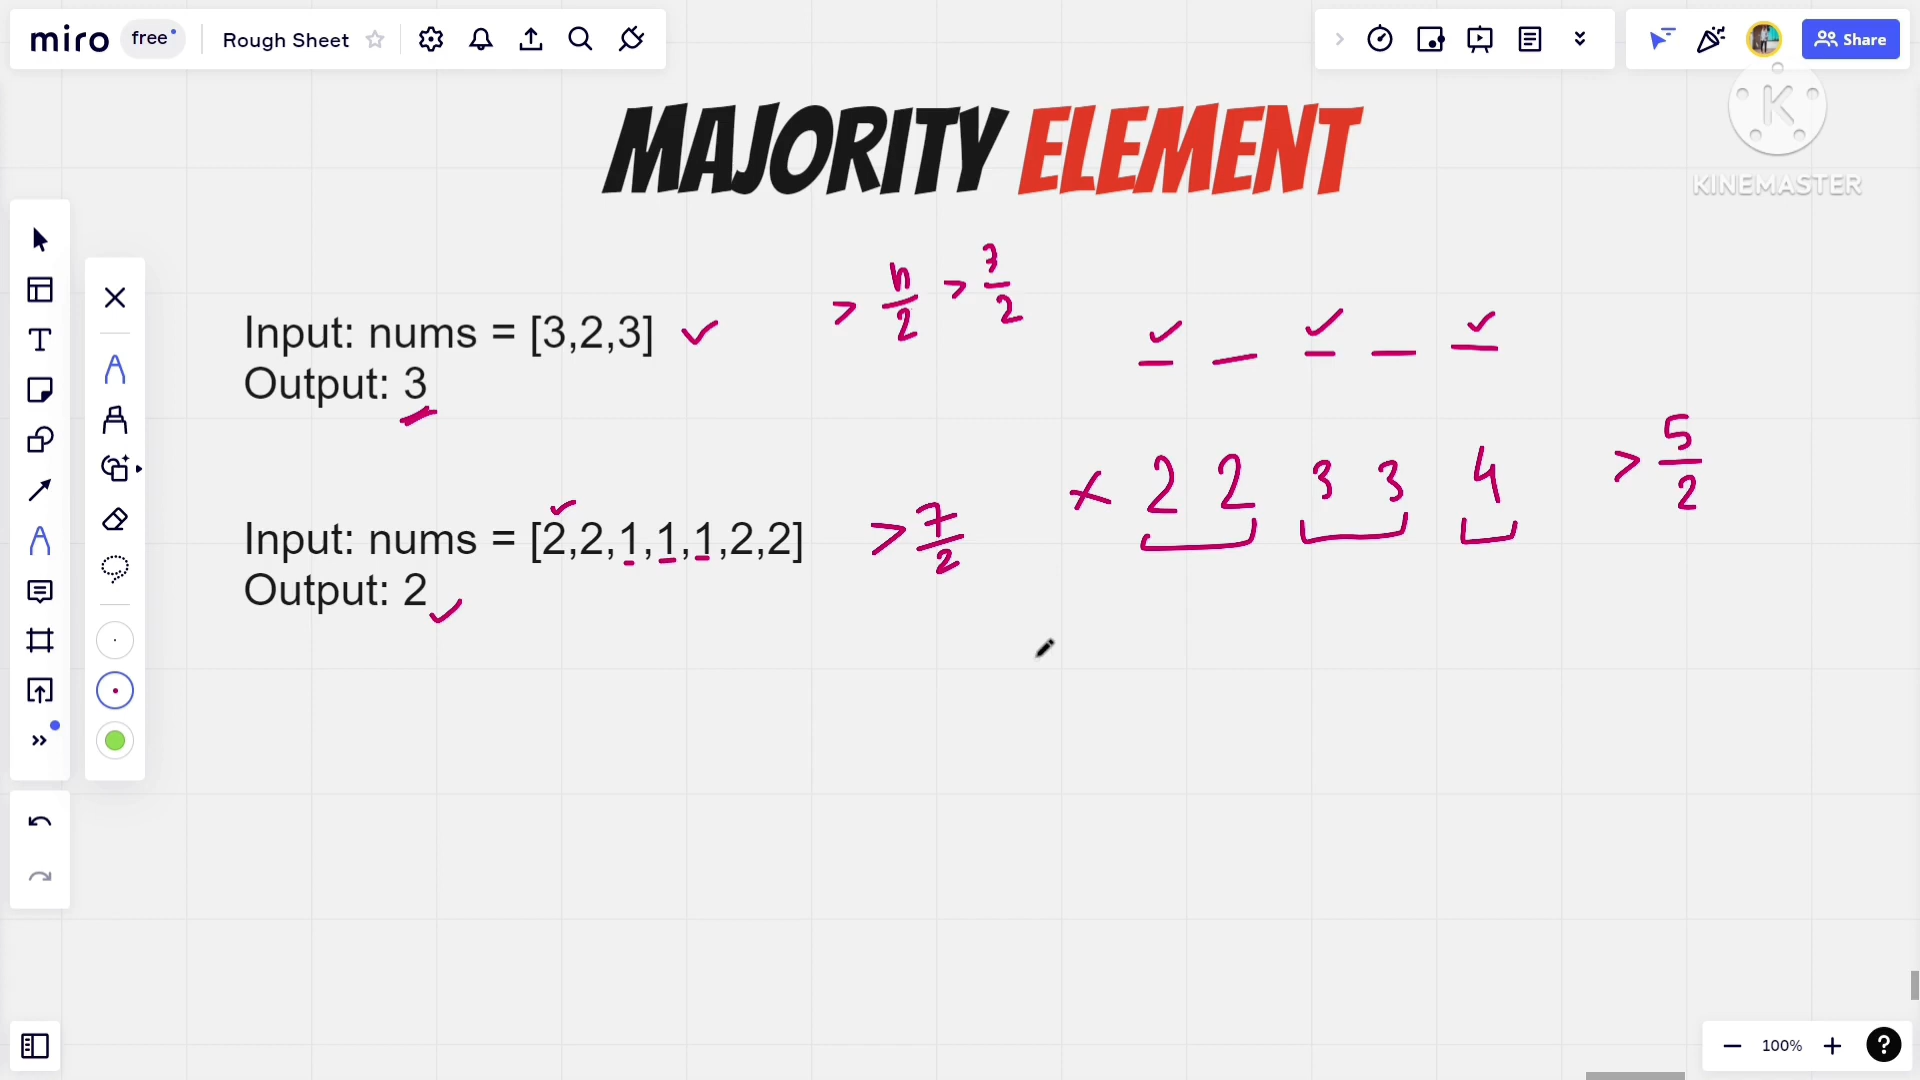 miro free Rough Sheet Share
KINEMASTER
MAJORITY ELEMENT
> n/2 > 3/2
Input: nums = [3,2,3]
Output: 3
Input: nums = [2,2,1,1,1,2,2]
Output: 2
> 7/2
x 2 2 3 3 4
> 5/2
100%